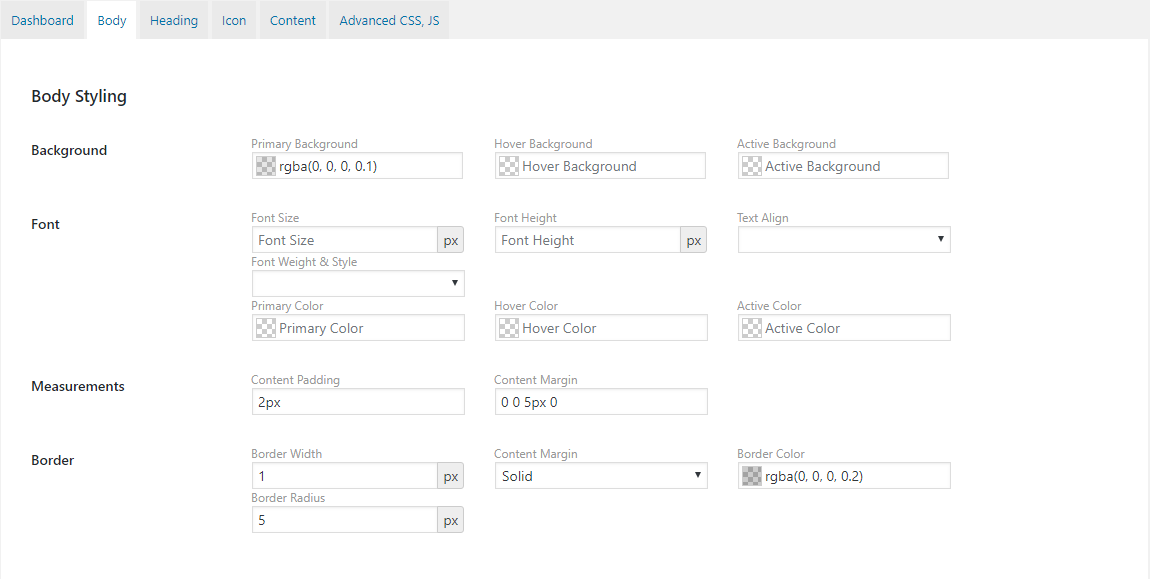 Dashboard Body Heading Icon Content Advanced CSS, JS
Body Styling
Background
Primary Background Hover Background Active Background
rgba(0, 0, 0, 0.1) Hover Background Active Background
Font
Font Size Font Height Text Align
Font Size px Font Height px
Font Weight & Style
Primary Color Hover Color Active Color
Primary Color Hover Color Active Color
Measurements
Content Padding Content Margin
2px 0 0 5px 0
Border
Border Width Content Margin Border Color
1 px Solid rgba(0, 0, 0, 0.2)
Border Radius
5 px